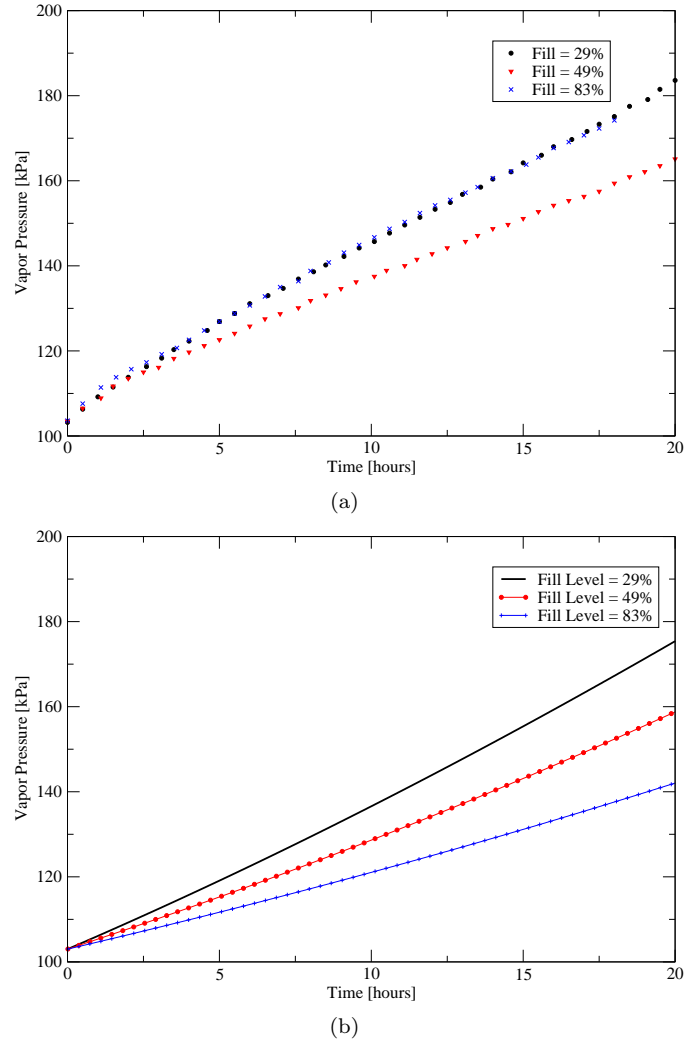 200
180
160
140
120
100
Vapor Pressure [kPa]
Fill = 29%
Fill = 49%
Fill = 83%
0
5
10
15
20
Time [hours]
(a)
200
180
160
140
120
100
Vapor Pressure [kPa]
Fill Level = 29%
Fill Level = 49%
Fill Level = 83%
0
5
10
15
20
Time [hours]
(b)